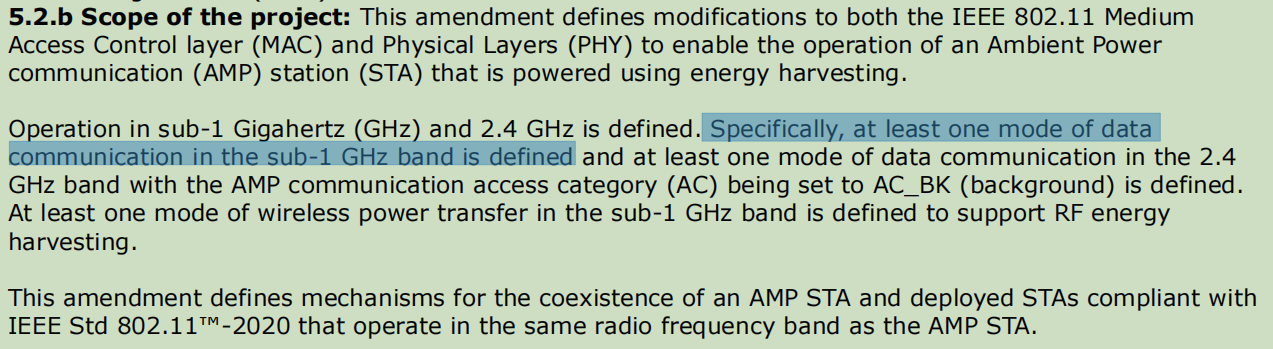 5.2.b Scope of the project: This amendment defines modifications to both the IEEE 802.11 Medium
Access Control layer (MAC) and Physical Layers (PHY) to enable the operation of an Ambient Power
communication (AMP) station (STA) that is powered using energy harvesting.
Operation in sub-1 Gigahertz (GHz) and 2.4 GHz is defined. Specifically, at least one mode of data
communication in the sub-1 GHz band is defined and at least one mode of data communication in the 2.4
GHz band with the AMP communication access category (AC) being set to AC_BK (background) is defined.
At least one mode of wireless power transfer in the sub-1 GHz band is defined to support RF energy
harvesting.
This amendment defines mechanisms for the coexistence of an AMP STA and deployed STAs compliant with
IEEE Std 802.11™-2020 that operate in the same radio frequency band as the AMP STA.